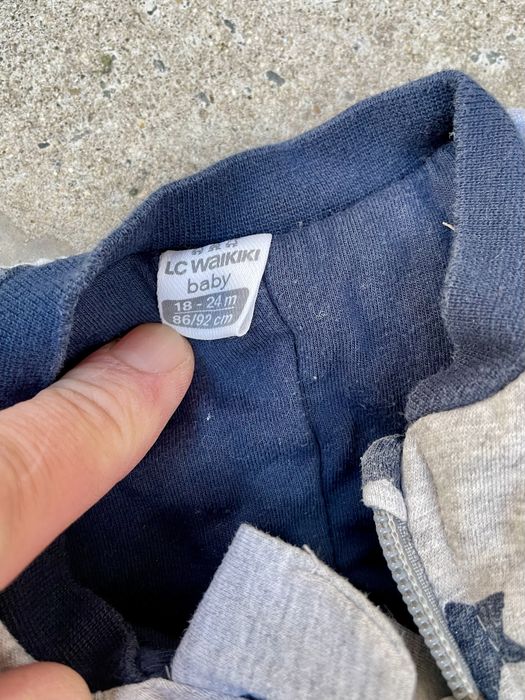 LC WAIKIKI
baby
18 - 24 m
86/92 cm